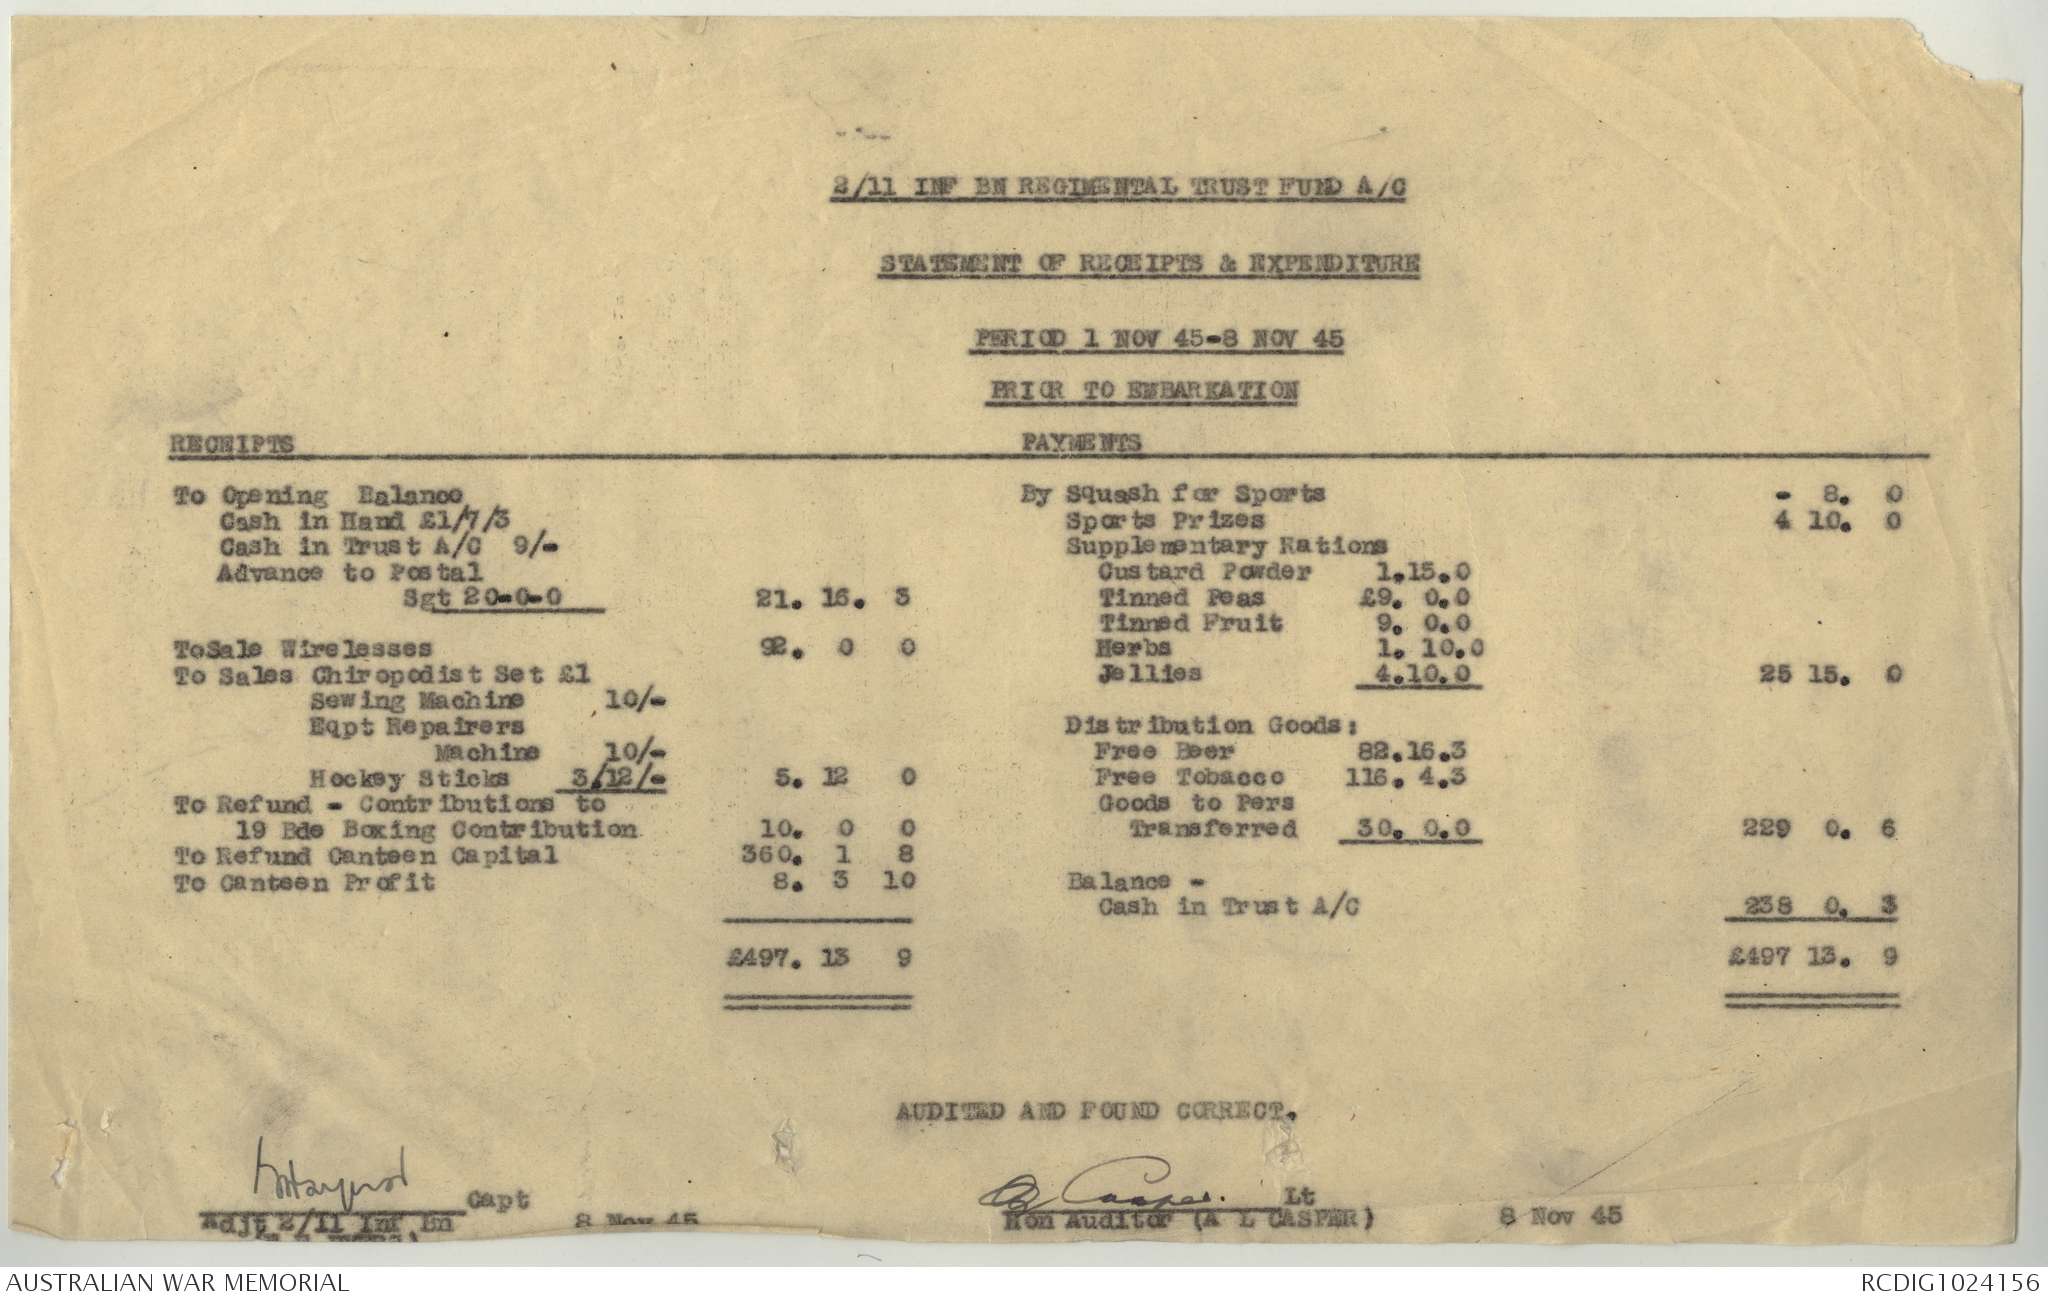 2/11 INF BN REGIMENTAL TRUST FUND A/C
STATEMENT OF RECEIPTS & EXPENDITURE
PERIOD 1 NOV 45-8 NOV 45
PRIOR TO EMBARKATION
RECEIPTS
To Opening Balance
Cash in Hand £1/7/3
Cash in Trust A/C 9/-
Advance to Postal
Sgt 20-0-0 21. 16. 3
ToSale Wirelesses 92. 0 0
To Sales Chiropodist Set £1
Sewing Machine 10/-
Eqpt Repairers
Machine 10/-
Hockey Sticks 3/12/- 5. 12 0
To Refund - Contributions to
19 Bde Boxing Contribution 10. 0 0
To Refund Canteen Capital 360. 1 8
To Canteen Profit 8. 3 10
£497. 13 9
PAYMENTS
By Squash for Sports - 8. 0
Sports Prizes 4 10. 0
Supplementary Rations
Custard Powder 1.15.0
Tinned Peas £9. 0.0
Tinned Fruit 9. 0.0
Herbs 1. 10.0
Jellies 4.10.0 25 15. 0
Distribution Goods:
Free Beer 82.16.3
Free Tobacco 116. 4.3
Goods to Pers
Transferred 30. 0.0 229 0. 6
Balance -
Cash in Trust A/C 238 0. 3
£497 13. 9
AUDITED AND FOUND CORRECT.
Capt
Adjt 2/11 Inf Bn 8 Nov 45
Lt
Hon Auditor (A L CASPER) 8 Nov 45
AUSTRALIAN WAR MEMORIAL RCDIG1024156